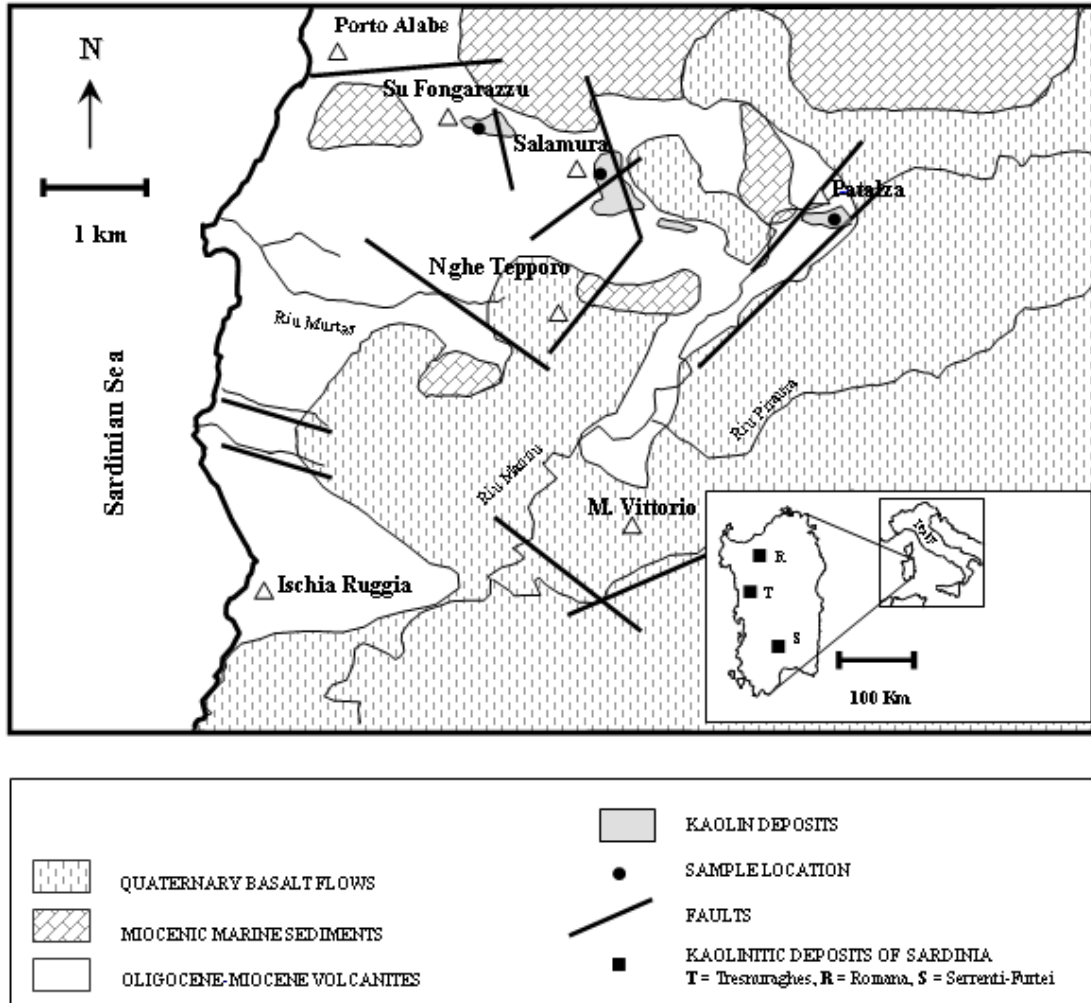 Porto Alabe
N
Su Fongarazzu
Salamura
1 km
Patalza
Nghe Tepporo
Riu Murtas
Sardinian Sea
Riu Mannu
M. Vittorio
Ischia Ruggia
Italy
R
T
S
100 Km
KAOLIN DEPOSITS
QUATERNARY BASALT FLOWS
SAMPLE LOCATION
MIOCENIC MARINE SEDIMENTS
FAULTS
OLIGOCENE-MIOCENE VOLCANITES
KAOLINITIC DEPOSITS OF SARDINIA
T = Tresnuraghes, R = Romana, S = Serrenti-Furtei